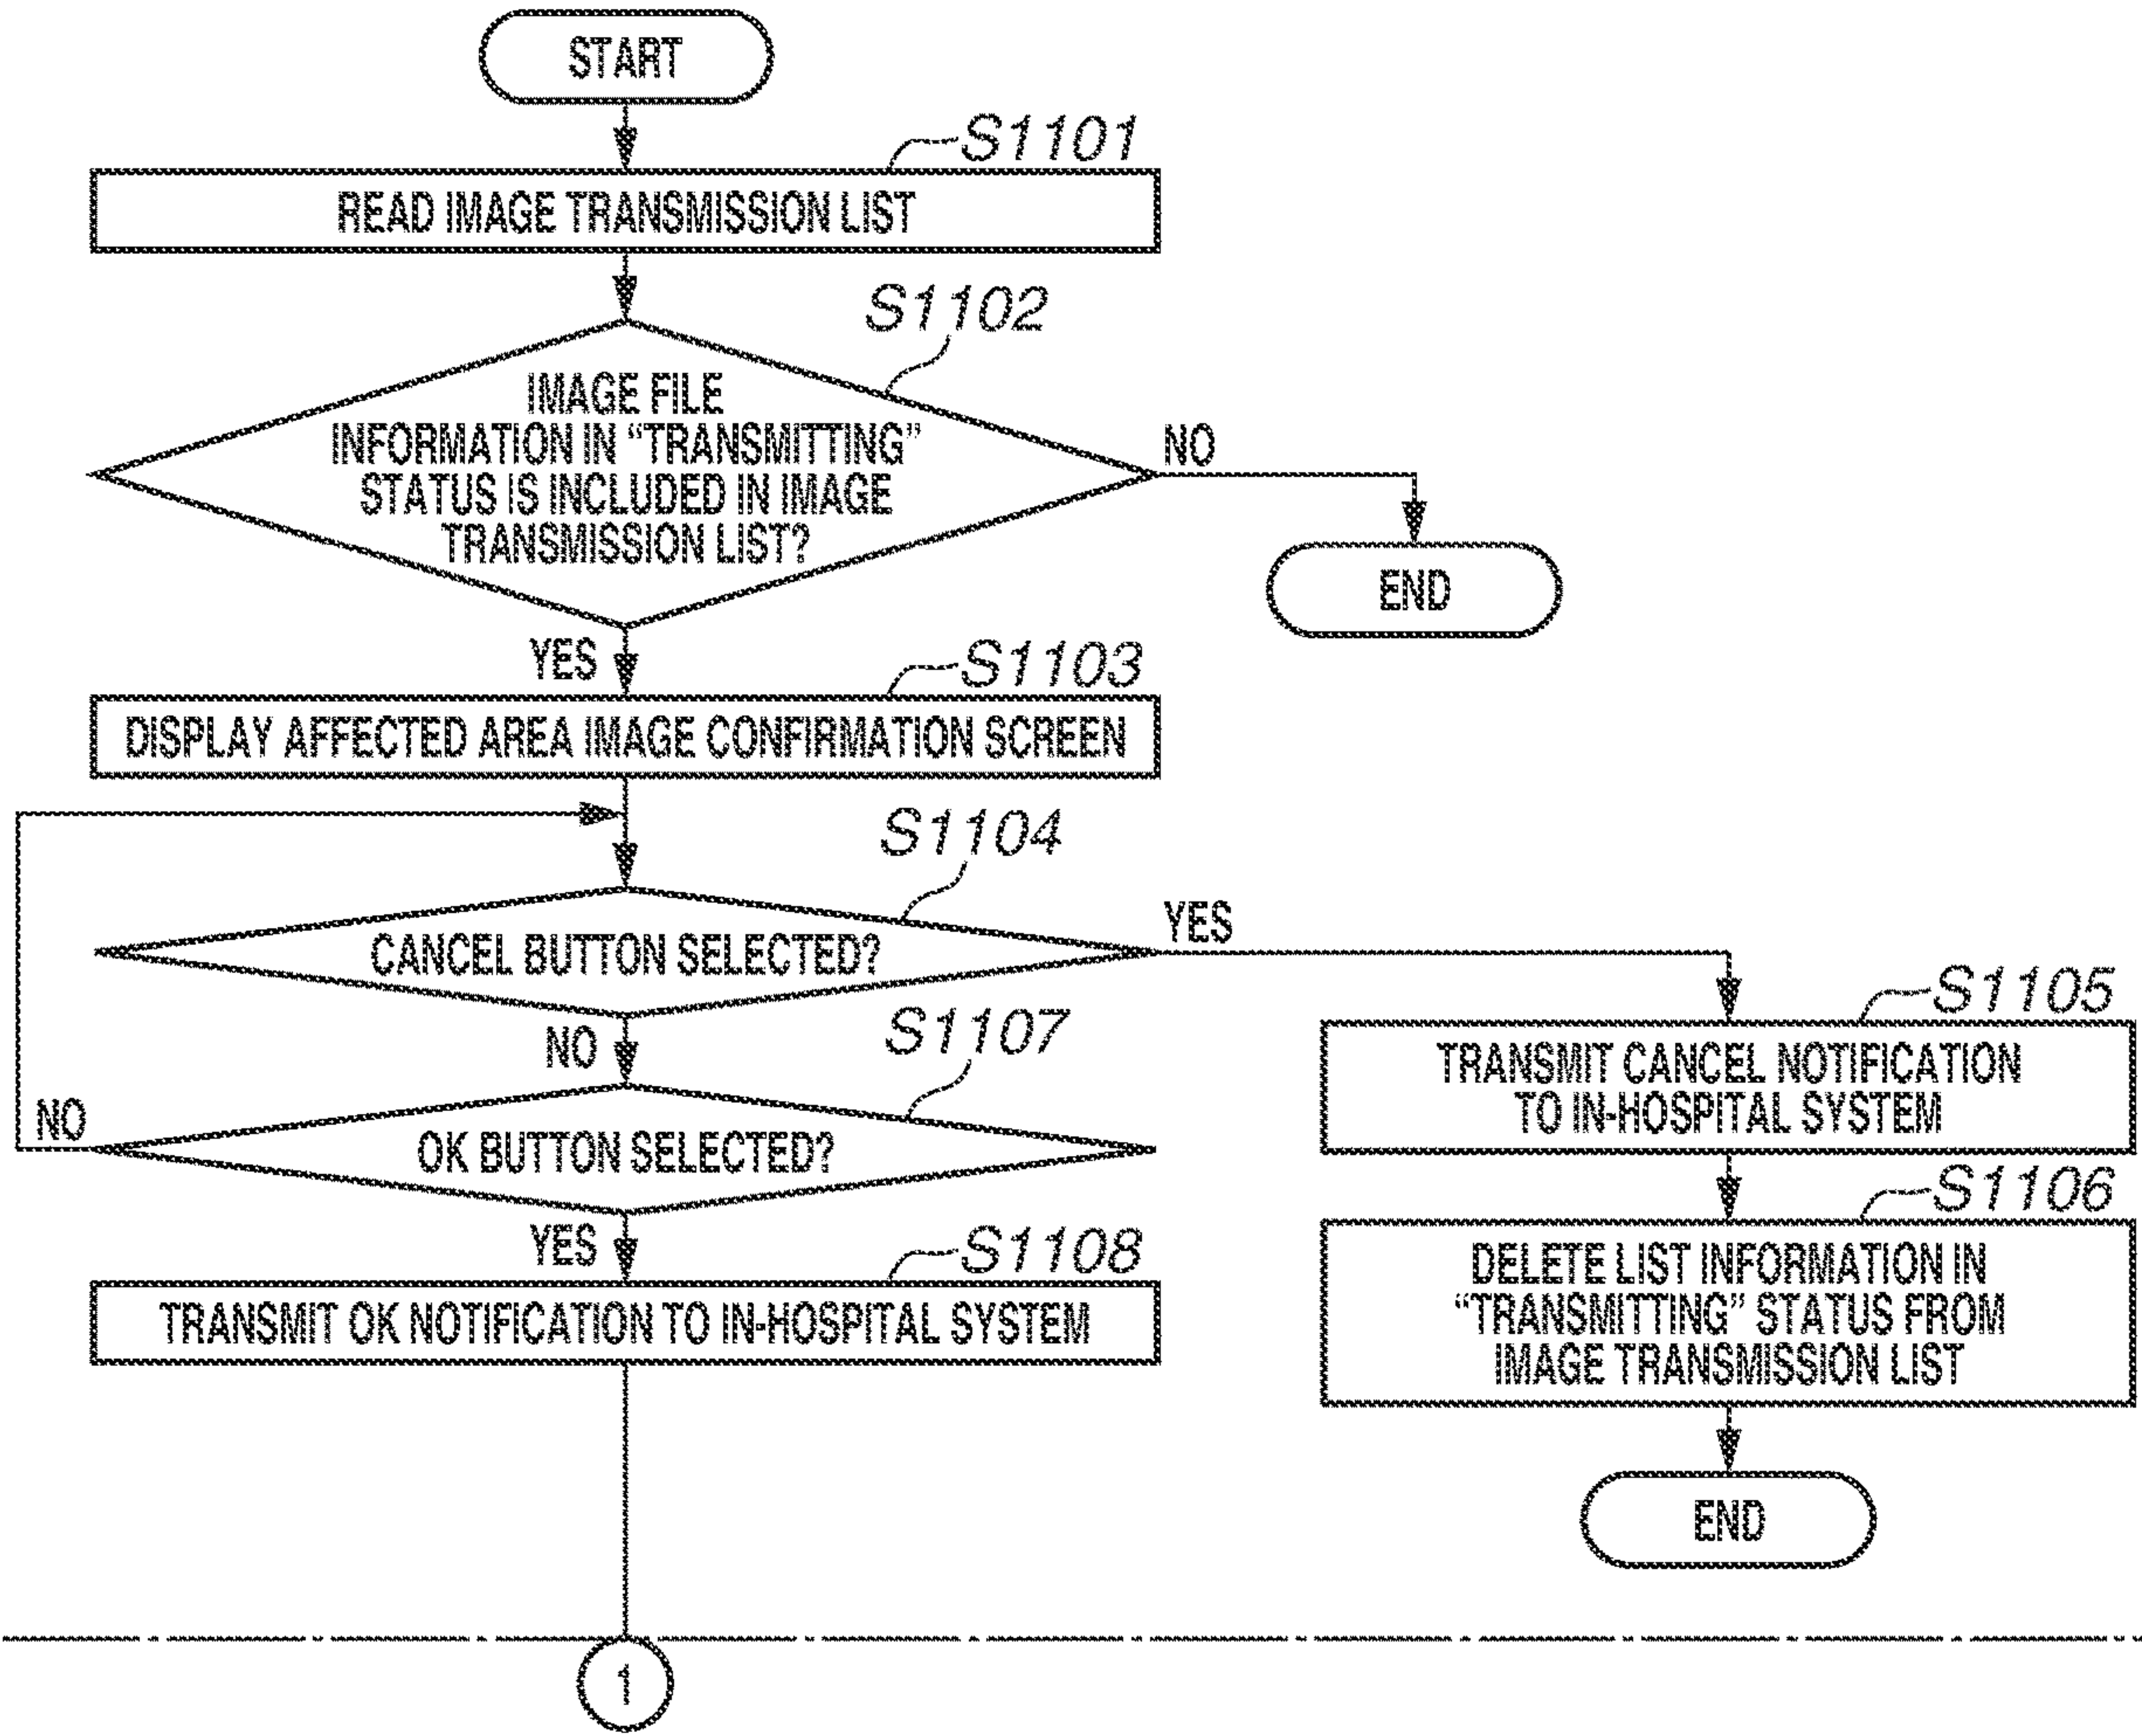 START
S1101
READ IMAGE TRANSMISSION LIST
S1102
IMAGE FILE
INFORMATION IN “TRANSMITTING”
STATUS IS INCLUDED IN IMAGE
TRANSMISSION LIST?
NO
END
YES
S1103
DISPLAY AFFECTED AREA IMAGE CONFIRMATION SCREEN
S1104
CANCEL BUTTON SELECTED?
YES
S1105
TRANSMIT CANCEL NOTIFICATION
TO IN-HOSPITAL SYSTEM
NO
S1107
OK BUTTON SELECTED?
NO
S1106
DELETE LIST INFORMATION IN
“TRANSMITTING” STATUS FROM
IMAGE TRANSMISSION LIST
YES
S1108
TRANSMIT OK NOTIFICATION TO IN-HOSPITAL SYSTEM
END
1